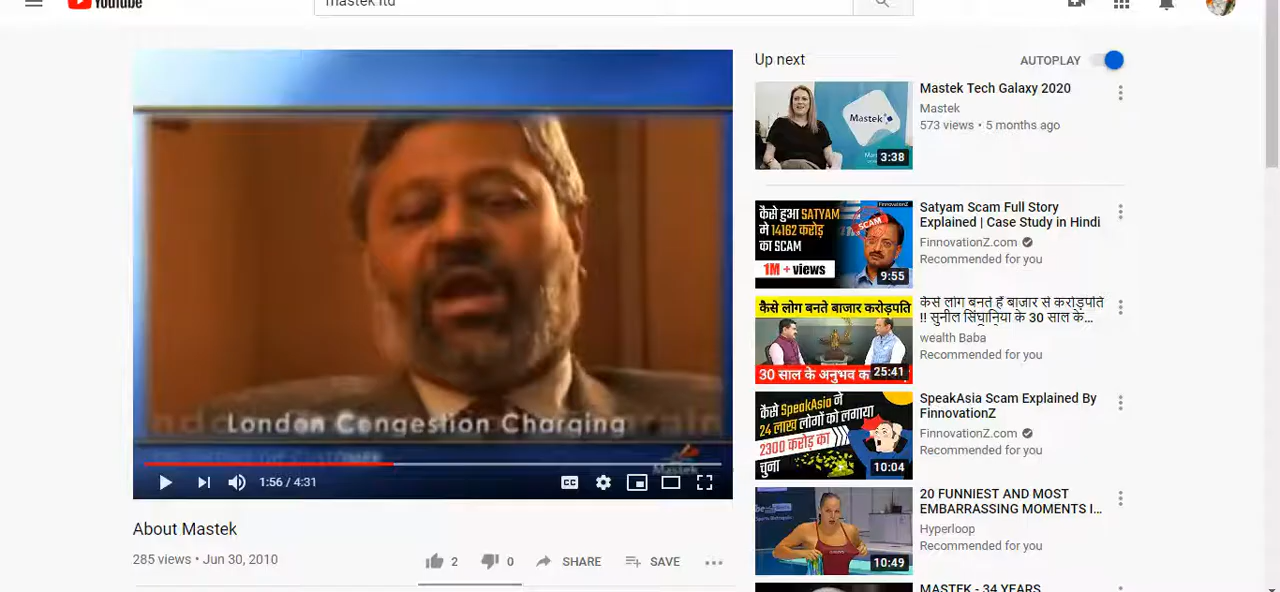 YouTube
mastek ltd
London Congestion Charging
Mastek
1:56 / 4:31
CC
About Mastek
285 views • Jun 30, 2010
2
0
SHARE
SAVE
Up next
AUTOPLAY
Mastek
3:38
Mastek Tech Galaxy 2020
Mastek
573 views • 5 months ago
कैसे हुआ SATYAM
में 14162 करोड़
का SCAM
1M + views
SCAM
FinnovationZ
9:55
Satyam Scam Full Story
Explained | Case Study in Hindi
FinnovationZ.com
Recommended for you
कैसे लोग बनते बाजार करोड़पति
30 साल के अनुभव
25:41
कैसे लोग बनते हैं बाजार से करोड़पति
!! सुनील सिंघानिया के 30 साल के...
wealth Baba
Recommended for you
कैसे SpeakAsia ने
24 लाख लोगों को लगाया
2300 करोड़ का
चुना
10:04
SpeakAsia Scam Explained By
FinnovationZ
FinnovationZ.com
Recommended for you
10:49
20 FUNNIEST AND MOST
EMBARRASSING MOMENTS I...
Hyperloop
Recommended for you
MASTEK - 34 YEARS